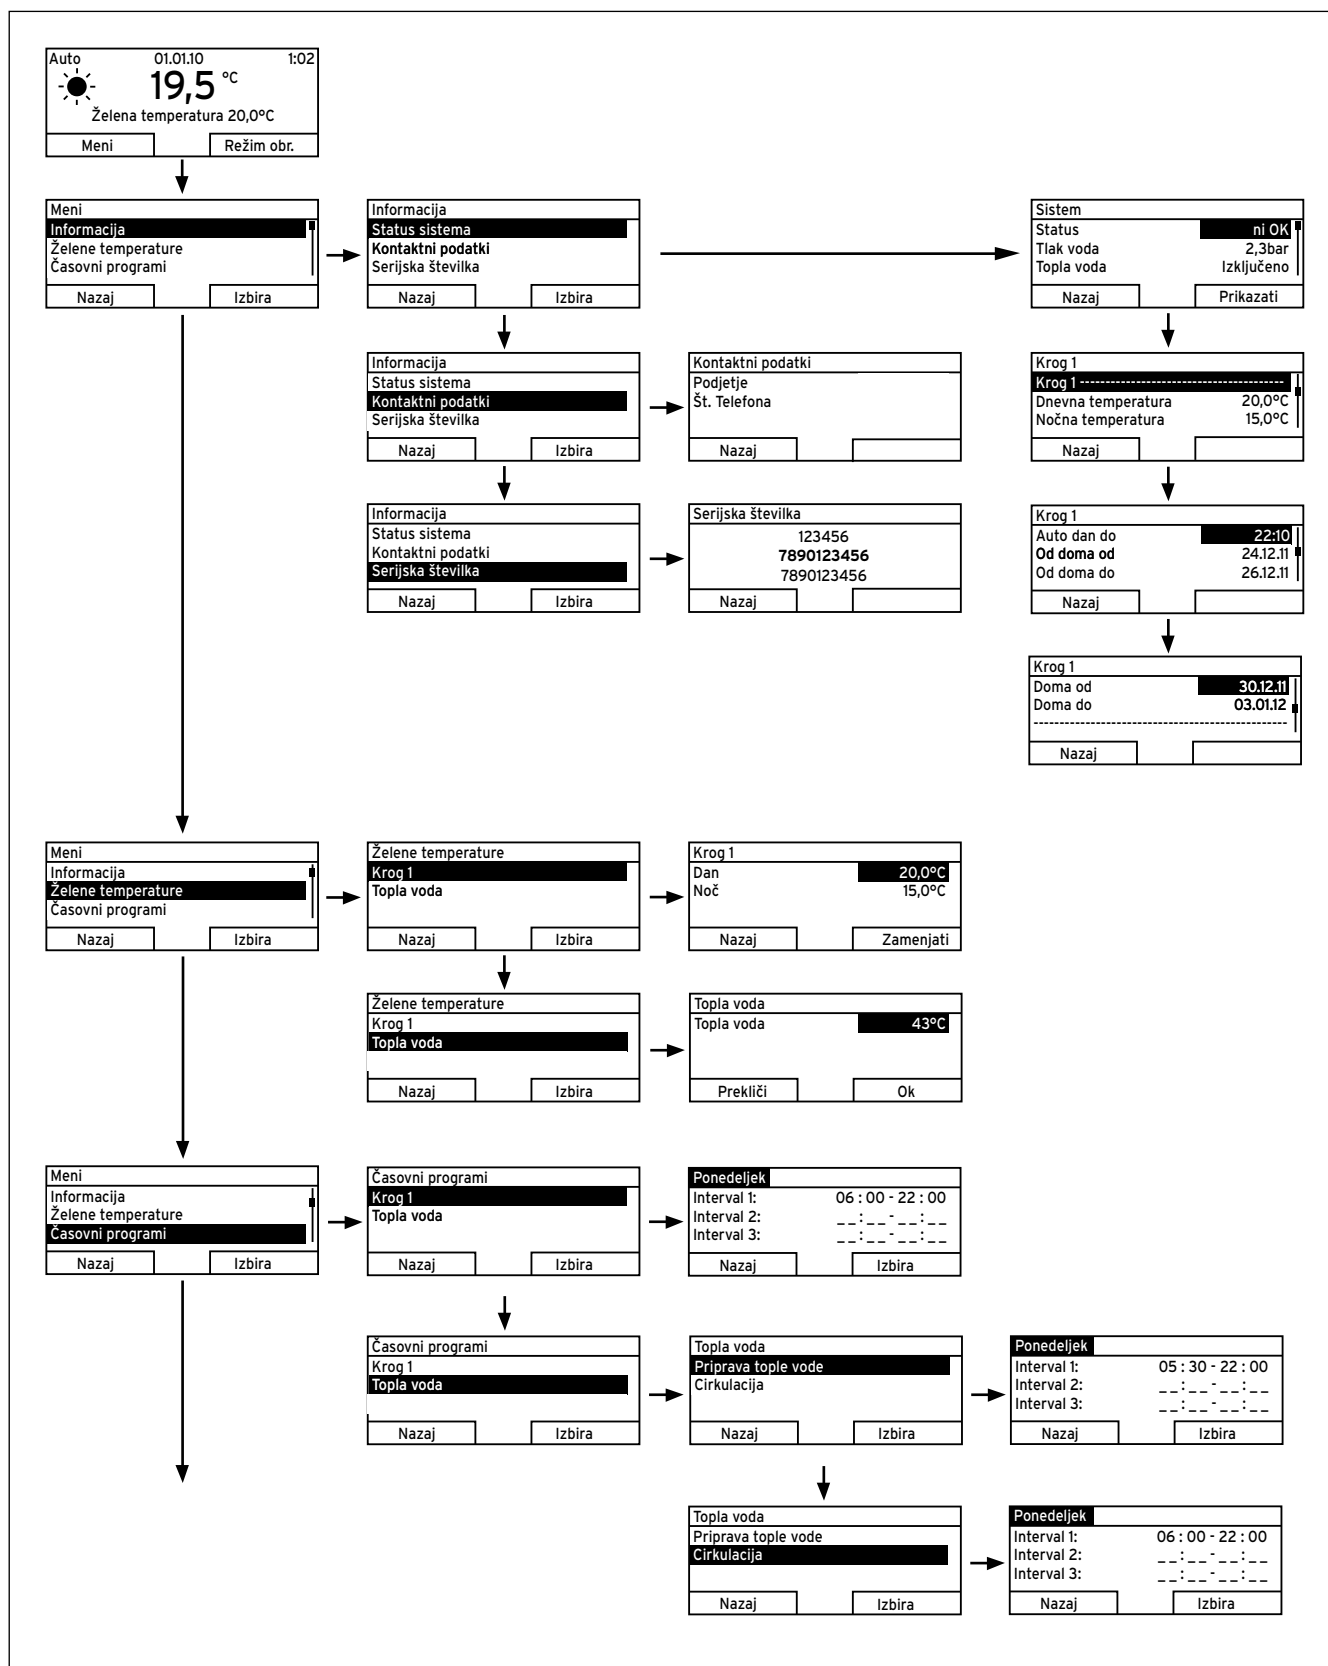 Auto 01.01.10 1:02
19,5 °C
Želena temperatura 20,0°C
Meni Režim obr.
Meni
Informacija
Želene temperature
Časovni programi
Nazaj Izbira
Informacija
Status sistema
Kontaktni podatki
Serijska številka
Nazaj Izbira
Sistem
Status ni OK
Tlak voda 2,3bar
Topla voda Izključeno
Nazaj Prikazati
Informacija
Status sistema
Kontaktni podatki
Serijska številka
Nazaj Izbira
Kontaktni podatki
Podjetje
Št. Telefona
Nazaj
Krog 1
Krog 1 ----------------------------------------
Dnevna temperatura 20,0°C
Nočna temperatura 15,0°C
Nazaj
Informacija
Status sistema
Kontaktni podatki
Serijska številka
Nazaj Izbira
Serijska številka
123456
7890123456
7890123456
Nazaj
Krog 1
Auto dan do 22:10
Od doma od 24.12.11
Od doma do 26.12.11
Nazaj
Krog 1
Doma od 30.12.11
Doma do 03.01.12
--------------------------------------------------
Nazaj
Meni
Informacija
Želene temperature
Časovni programi
Nazaj Izbira
Želene temperature
Krog 1
Topla voda
Nazaj Izbira
Krog 1
Dan 20,0°C
Noč 15,0°C
Nazaj Zamenjati
Želene temperature
Krog 1
Topla voda
Nazaj Izbira
Topla voda
Topla voda 43°C
Prekliči Ok
Meni
Informacija
Želene temperature
Časovni programi
Nazaj Izbira
Časovni programi
Krog 1
Topla voda
Nazaj Izbira
Ponedeljek
Interval 1: 06 : 00 - 22 : 00
Interval 2: _ _ : _ _ - _ _ : _ _
Interval 3: _ _ : _ _ - _ _ : _ _
Nazaj Izbira
Časovni programi
Krog 1
Topla voda
Nazaj Izbira
Topla voda
Priprava tople vode
Cirkulacija
Nazaj Izbira
Ponedeljek
Interval 1: 05 : 30 - 22 : 00
Interval 2: _ _ : _ _ - _ _ : _ _
Interval 3: _ _ : _ _ - _ _ : _ _
Nazaj Izbira
Topla voda
Priprava tople vode
Cirkulacija
Nazaj Izbira
Ponedeljek
Interval 1: 06 : 00 - 22 : 00
Interval 2: _ _ : _ _ - _ _ : _ _
Interval 3: _ _ : _ _ - _ _ : _ _
Nazaj Izbira